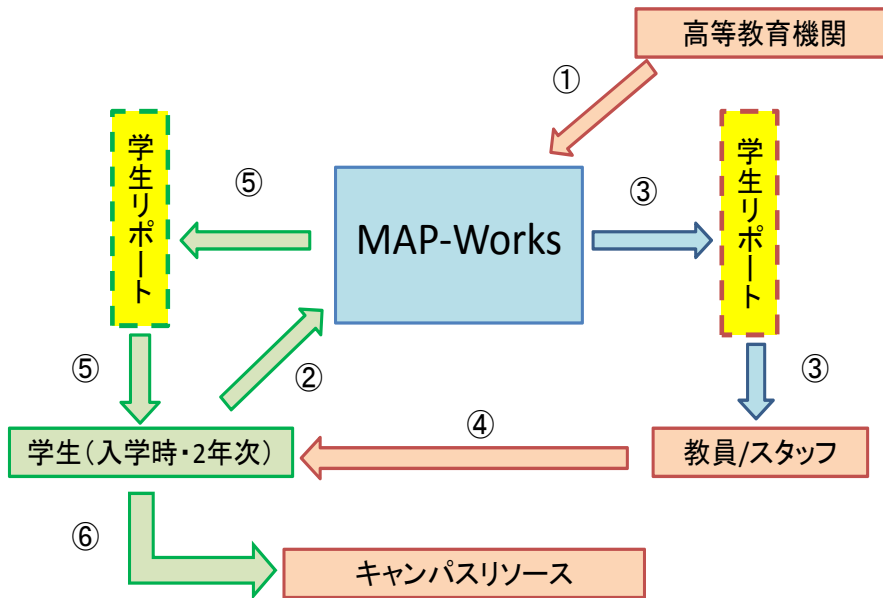 高等教育機関
①
学生リポート
⑤
MAP-Works
③
学生リポート
⑤
②
③
学生（入学時・2年次）
④
教員/スタッフ
⑥
キャンパスリソース